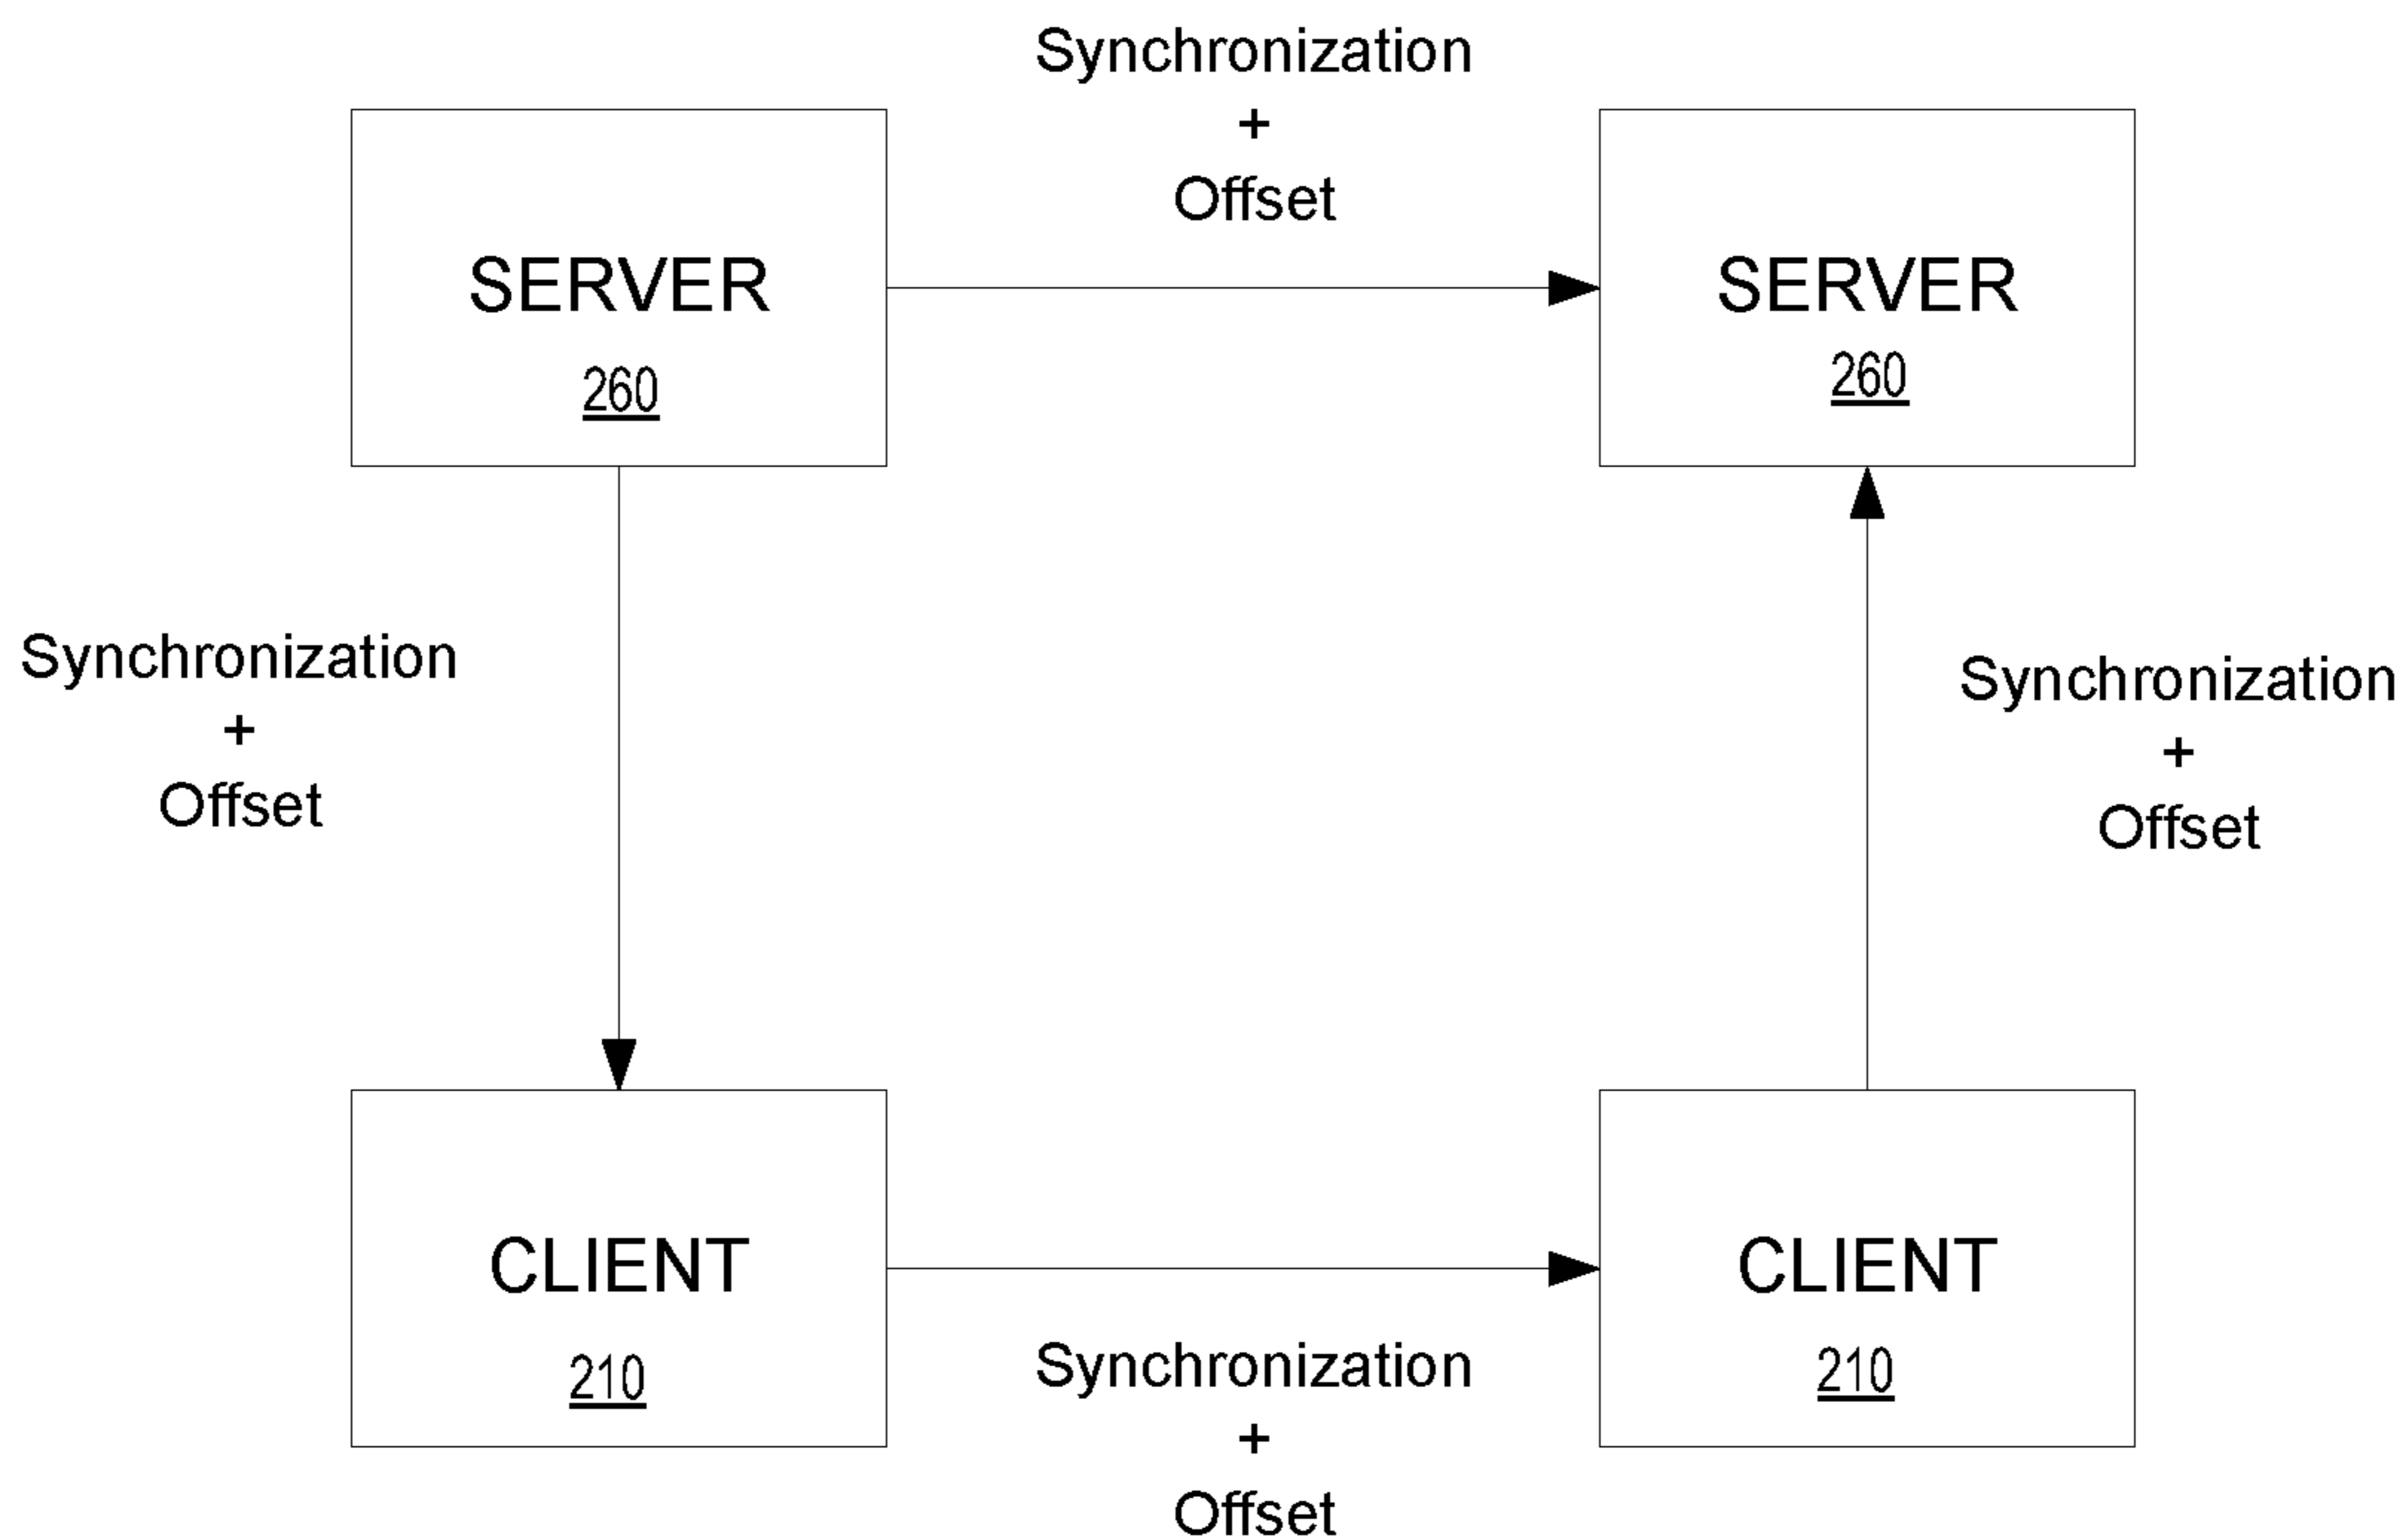 Synchronization
+
Offset
SERVER
260
SERVER
260
Synchronization
+
Offset
Synchronization
+
Offset
CLIENT
210
CLIENT
210
Synchronization
+
Offset